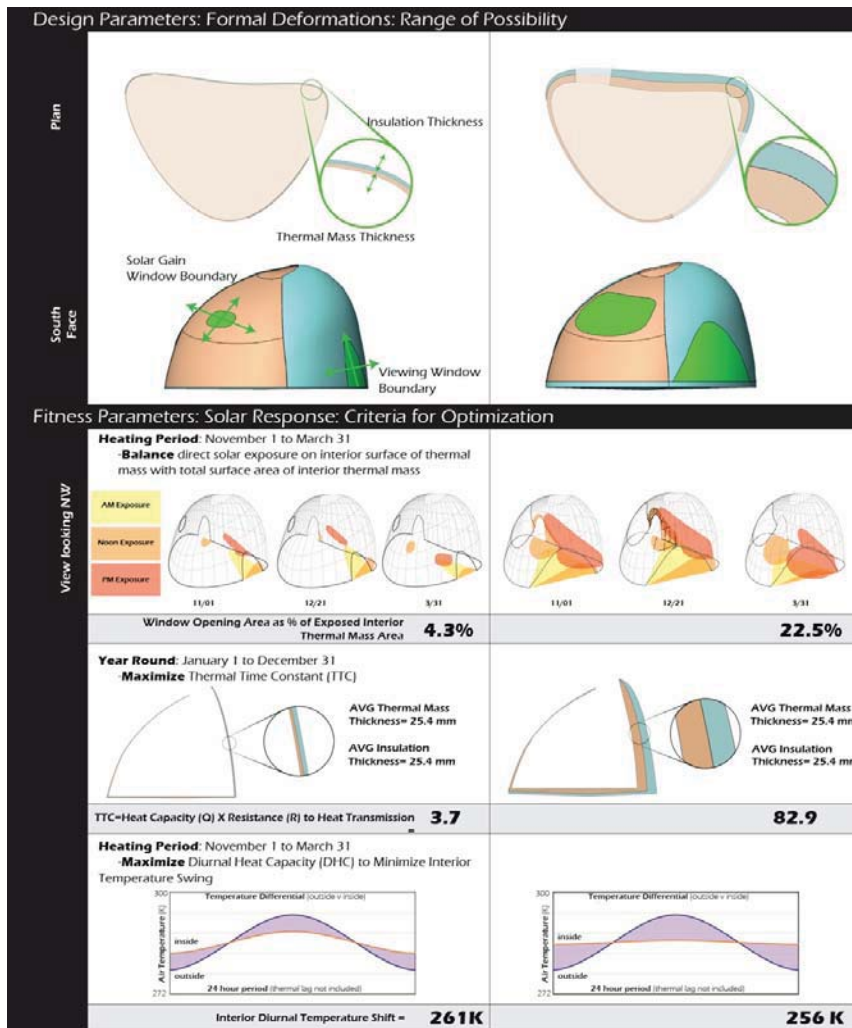 Design Parameters: Formal Deformations: Range of Possibility
Plan
Insulation Thickness
Thermal Mass Thickness
South
Face
Solar Gain
Window Boundary
Viewing Window
Boundary
Fitness Parameters: Solar Response: Criteria for Optimization
View looking NW
Heating Period: November 1 to March 31
-Balance direct solar exposure on interior surface of thermal
mass with total surface area of interior thermal mass
AM Exposure
Noon Exposure
PM Exposure
11/01
12/21
3/31
11/01
12/21
3/31
Window Opening Area as % of Exposed Interior
Thermal Mass Area
4.3%
22.5%
Year Round: January 1 to December 31
-Maximize Thermal Time Constant (TTC)
AVG Thermal Mass
Thickness= 25.4 mm
AVG Insulation
Thickness= 25.4 mm
AVG Thermal Mass
Thickness= 25.4 mm
AVG Insulation
Thickness= 25.4 mm
TTC=Heat Capacity (Q) X Resistance (R) to Heat Transmission
=
3.7
82.9
Heating Period: November 1 to March 31
-Maximize Diurnal Heat Capacity (DHC) to Minimize Interior
Temperature Swing
300
Air Temperature [K]
272
Temperature Differential (outside v inside)
inside
outside
24 hour period (thermal lag not included)
300
Air Temperature [K]
272
Temperature Differential (outside v inside)
inside
outside
24 hour period (thermal lag not included)
Interior Diurnal Temperature Shift =
261K
256 K